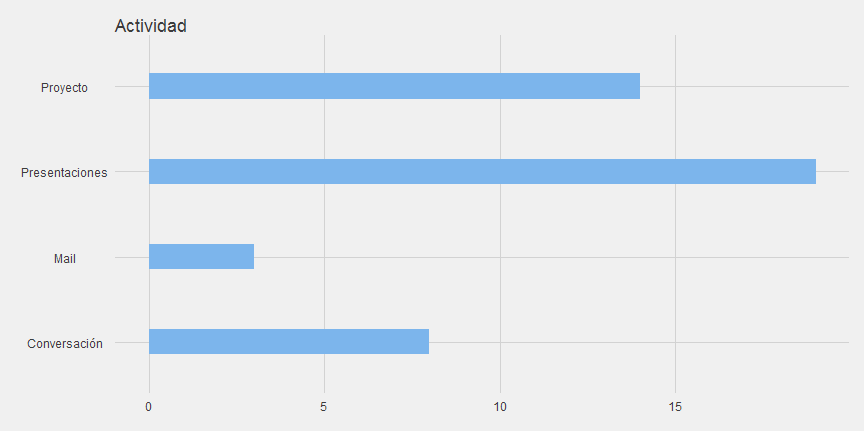 Actividad
Proyecto
Presentaciones
Mail
Conversación
0 5 10 15